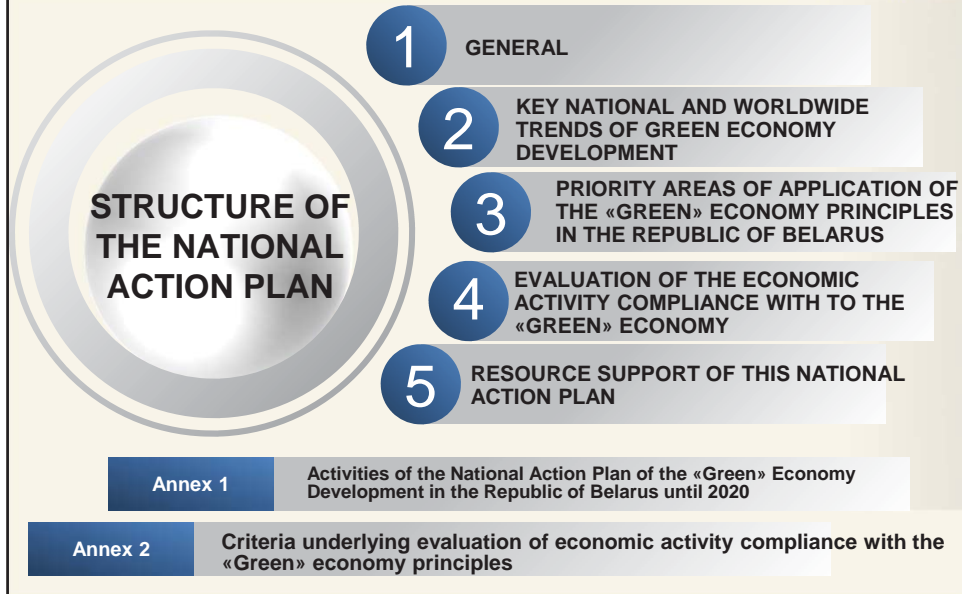 STRUCTURE OF
THE NATIONAL
ACTION PLAN
1
GENERAL
2
KEY NATIONAL AND WORLDWIDE
TRENDS OF GREEN ECONOMY
DEVELOPMENT
3
PRIORITY AREAS OF APPLICATION OF
THE «GREEN» ECONOMY PRINCIPLES
IN THE REPUBLIC OF BELARUS
4
EVALUATION OF THE ECONOMIC
ACTIVITY COMPLIANCE WITH TO THE
«GREEN» ECONOMY
5
RESOURCE SUPPORT OF THIS NATIONAL
ACTION PLAN
Annex 1
Activities of the National Action Plan of the «Green» Economy
Development in the Republic of Belarus until 2020
Annex 2
Criteria underlying evaluation of economic activity compliance with the
«Green» economy principles